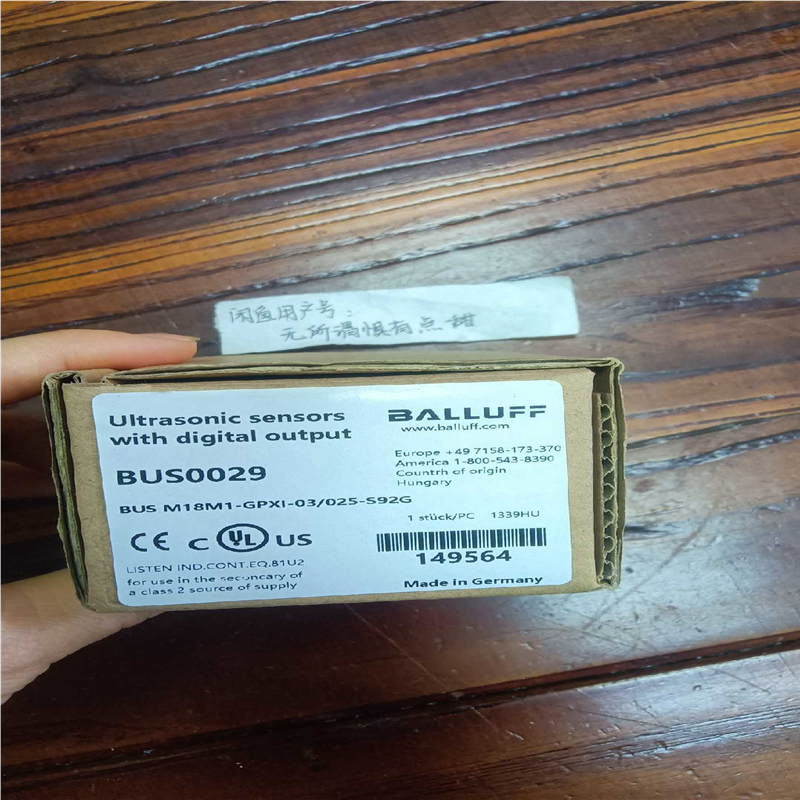 闲鱼用户号:
无所谓惧有点甜
Ultrasonic sensors
with digital output
BUS0029
BUS M18M1-GPXI-03/025-S92G
CE c UL US
LISTEN IND.CONT.EQ.81U2
for use in the seconcary of
a class 2 source of supply
BALLUFF
www.balluff.com
Europe +49 7158-173-370
America 1-800-543-8390
Countrh of origin
Hungary
1 stück/PC 1339HU
149564
Made in Germany